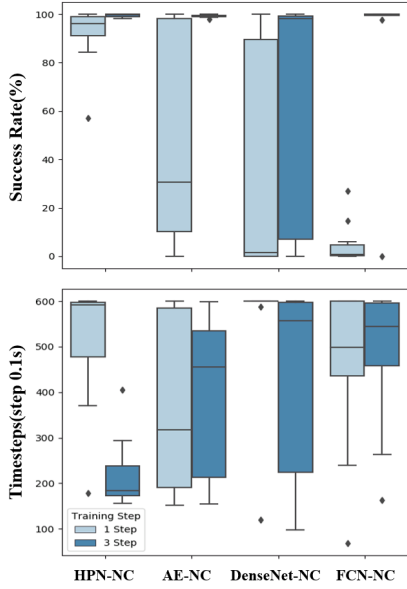 Success Rate(%)
100
80
60
40
20
0
Timesteps(step 0.1s)
600
500
400
300
200
100
Training Step
1 Step
3 Step
HPN-NC AE-NC DenseNet-NC FCN-NC